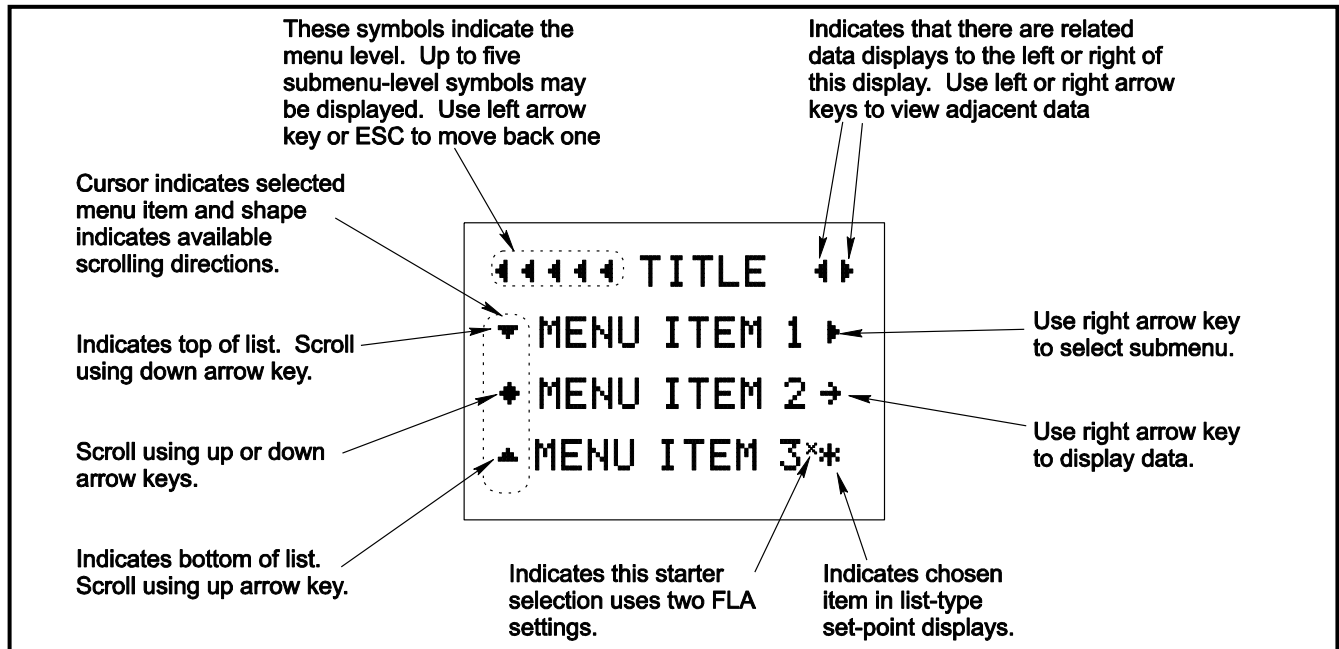 These symbols indicate the
menu level. Up to five
submenu-level symbols may
be displayed. Use left arrow
key or ESC to move back one
Indicates that there are related
data displays to the left or right of
this display. Use left or right arrow
keys to view adjacent data
Cursor indicates selected
menu item and shape
indicates available
scrolling directions.
Indicates top of list. Scroll
using down arrow key.
Scroll using up or down
arrow keys.
Indicates bottom of list.
Scroll using up arrow key.
TITLE
MENU ITEM 1
MENU ITEM 2 →
MENU ITEM 3ˣ*
Use right arrow key
to select submenu.
Use right arrow key
to display data.
Indicates this starter
selection uses two FLA
settings.
Indicates chosen
item in list-type
set-point displays.